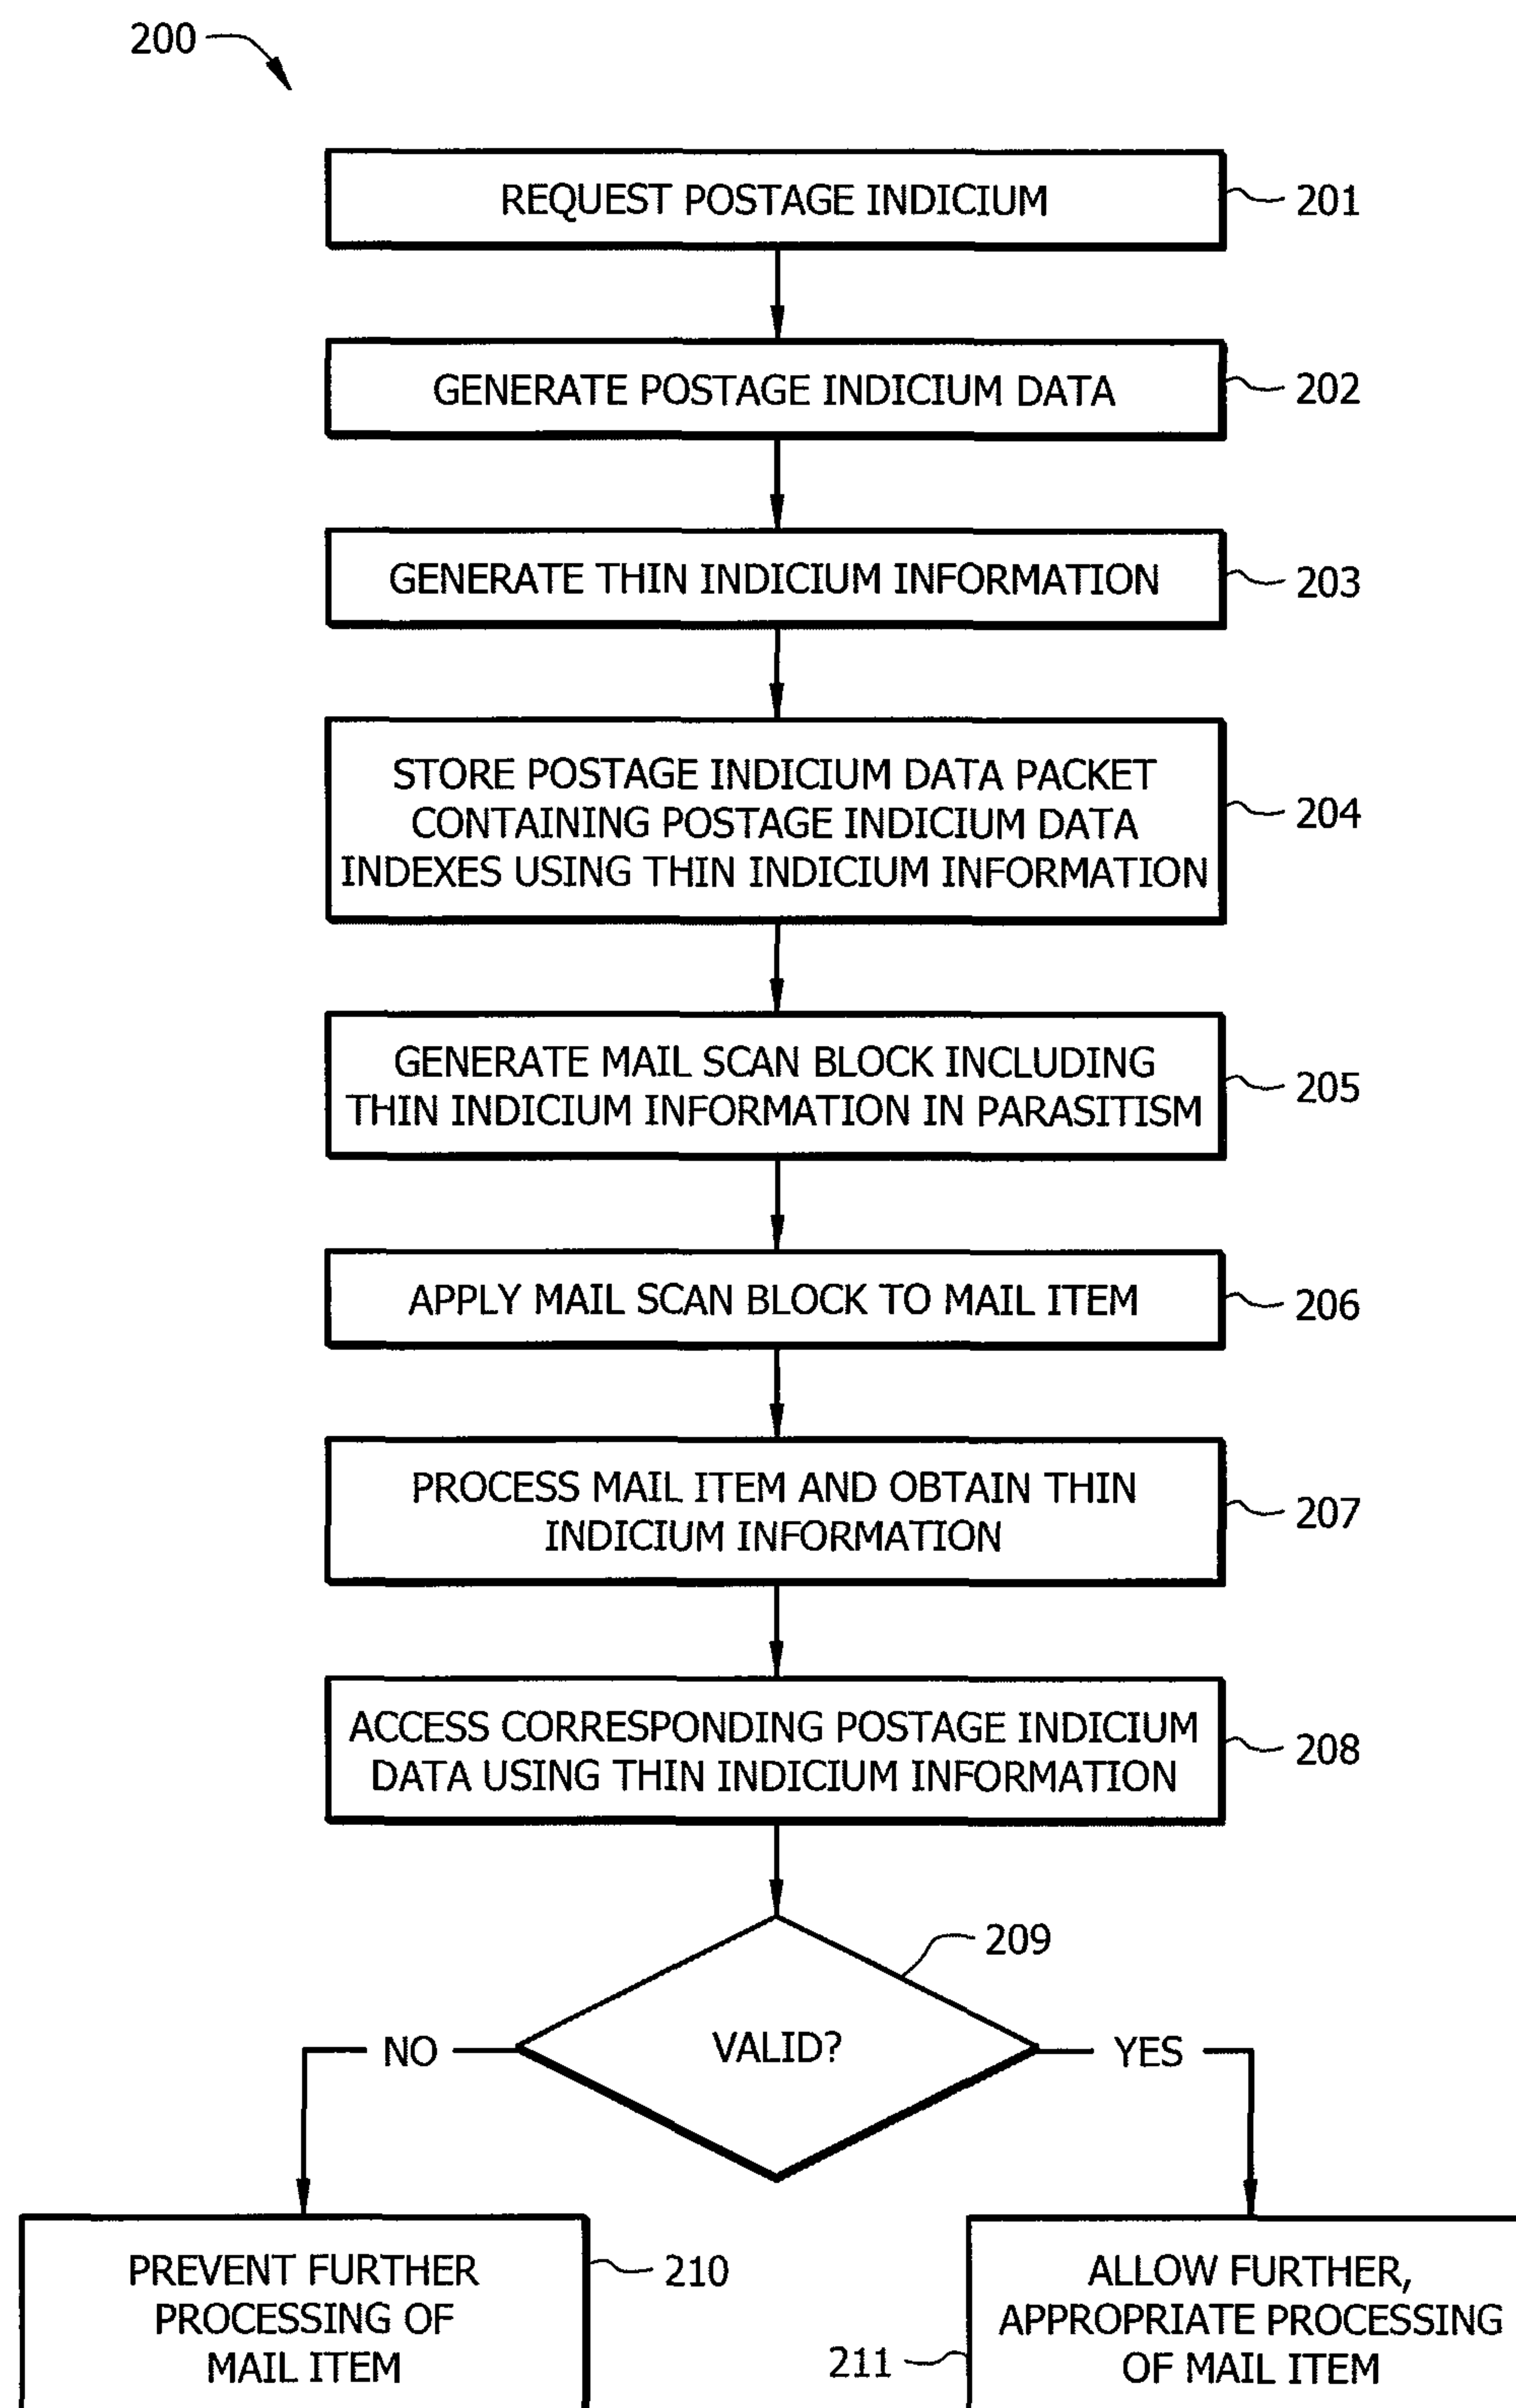 200
REQUEST POSTAGE INDICIUM
201
GENERATE POSTAGE INDICIUM DATA
202
GENERATE THIN INDICIUM INFORMATION
203
STORE POSTAGE INDICIUM DATA PACKET
CONTAINING POSTAGE INDICIUM DATA
INDEXES USING THIN INDICIUM INFORMATION
204
GENERATE MAIL SCAN BLOCK INCLUDING
THIN INDICIUM INFORMATION IN PARASITISM
205
APPLY MAIL SCAN BLOCK TO MAIL ITEM
206
PROCESS MAIL ITEM AND OBTAIN THIN
INDICIUM INFORMATION
207
ACCESS CORRESPONDING POSTAGE INDICIUM
DATA USING THIN INDICIUM INFORMATION
208
209
VALID?
NO
YES
PREVENT FURTHER
PROCESSING OF
MAIL ITEM
210
ALLOW FURTHER,
APPROPRIATE PROCESSING
OF MAIL ITEM
211